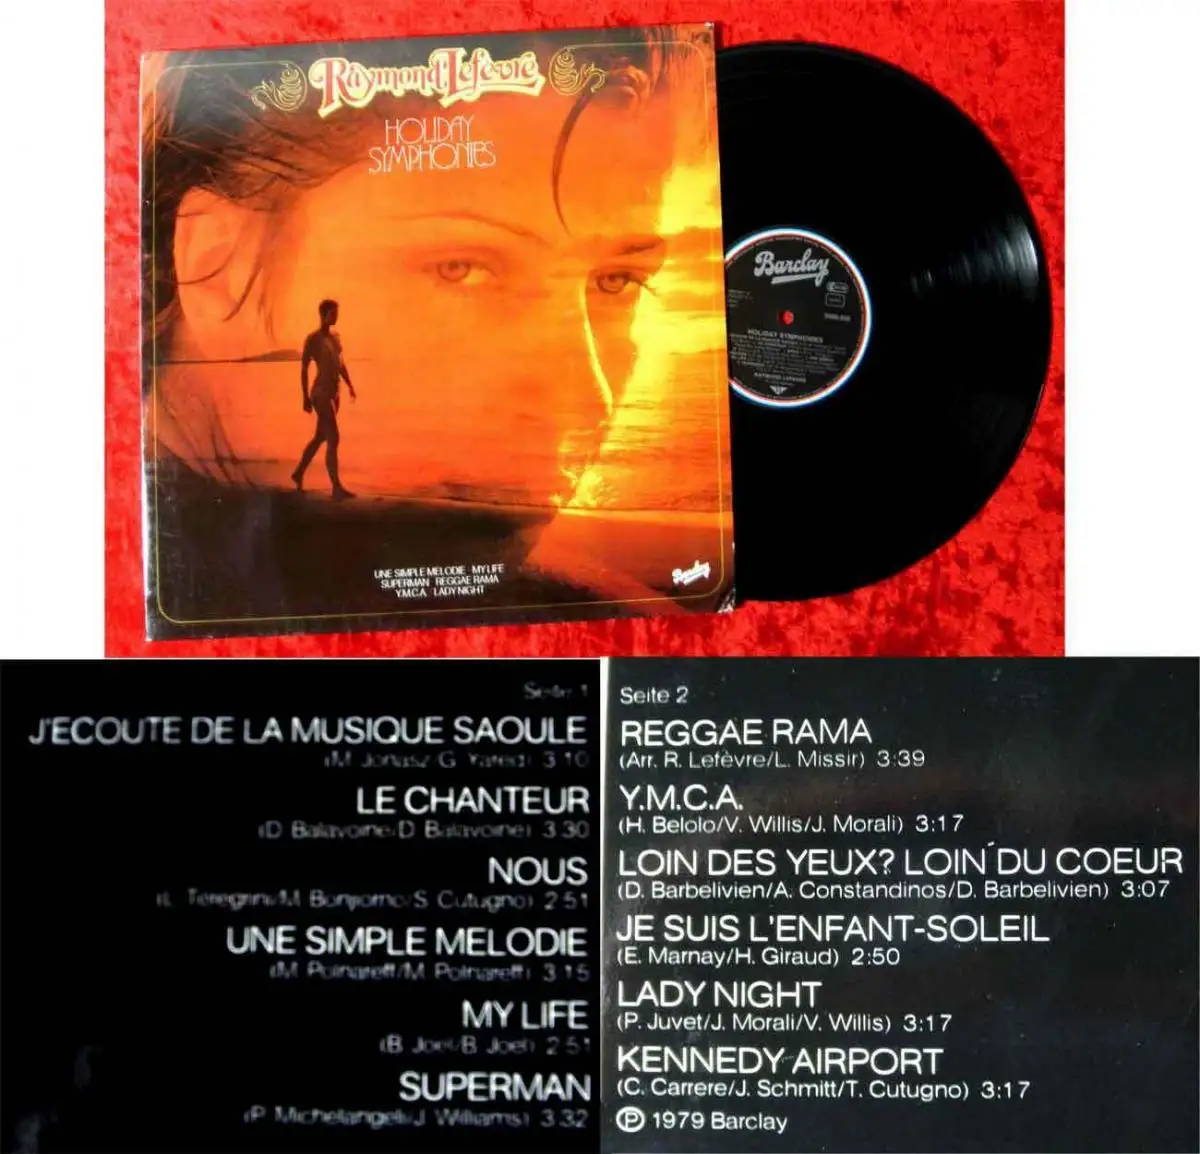 Raymond Lefèvre
HOLIDAY
SYMPHONIES
UNE SIMPLE MELODIE · MY LIFE
SUPERMAN · REGGAE RAMA
Y.M.C.A · LADY NIGHT
Barclay
Barclay
HOLIDAY SYMPHONIES
RAYMOND LEFEVRE
Seite 1
J'ECOUTE DE LA MUSIQUE SAOULE
(M. Jonasz/G. Yared) 3:10
LE CHANTEUR
(D. Balavoine/D. Balavoine) 3.30
NOUS
2:51
UNE SIMPLE MELODIE
(M. Polnareff/M. Polnareff) 3.15
MY LIFE
(B. Joel/B. Joel) 2:51
SUPERMAN
(P. Michelangeli/J. Williams) 3.32
Seite 2
REGGAE RAMA
(Arr. R. Lefèvre/L. Missir) 3:39
Y.M.C.A.
(H. Belolo/V. Willis/J. Morali) 3:17
LOIN DES YEUX? LOIN DU COEUR
(D. Barbelivien/A. Constandinos/D. Barbelivien) 3:07
JE SUIS L'ENFANT-SOLEIL
(E. Marnay/H. Giraud) 2:50
LADY NIGHT
(P. Juvet/J. Morali/V. Willis) 3:17
KENNEDY AIRPORT
(C. Carrere/J. Schmitt/T. Cutugno) 3:17
℗ 1979 Barclay